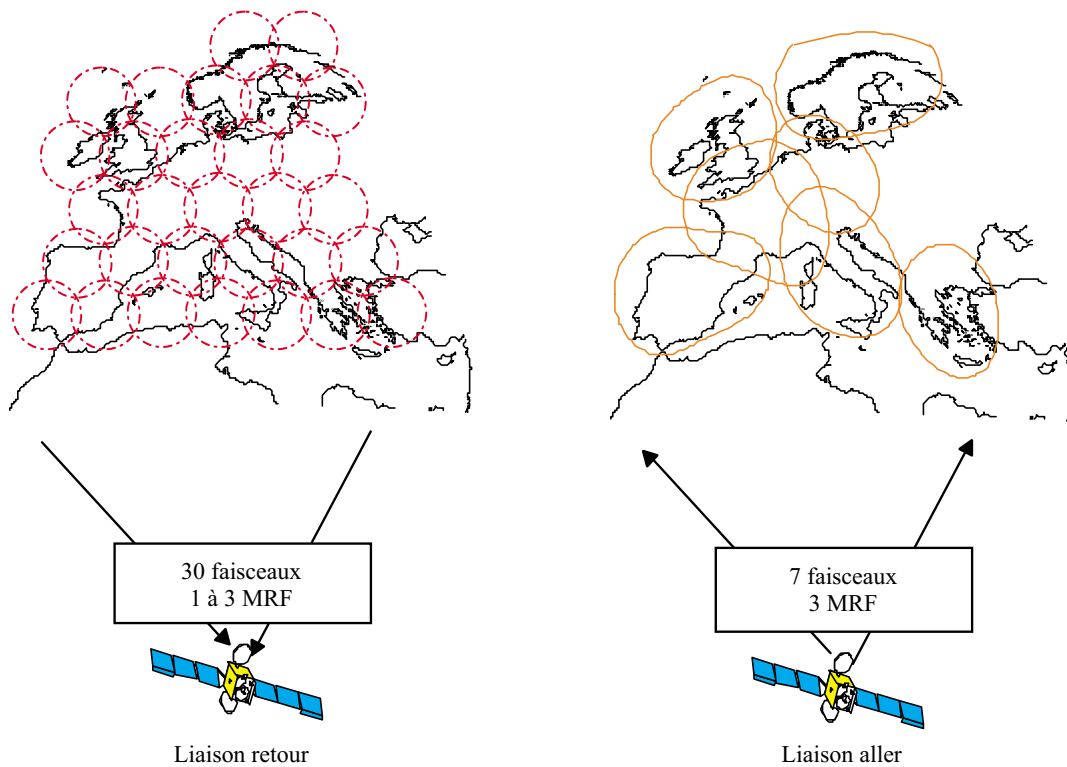 30 faisceaux
1 à 3 MRF
Liaison retour
7 faisceaux
3 MRF
Liaison aller